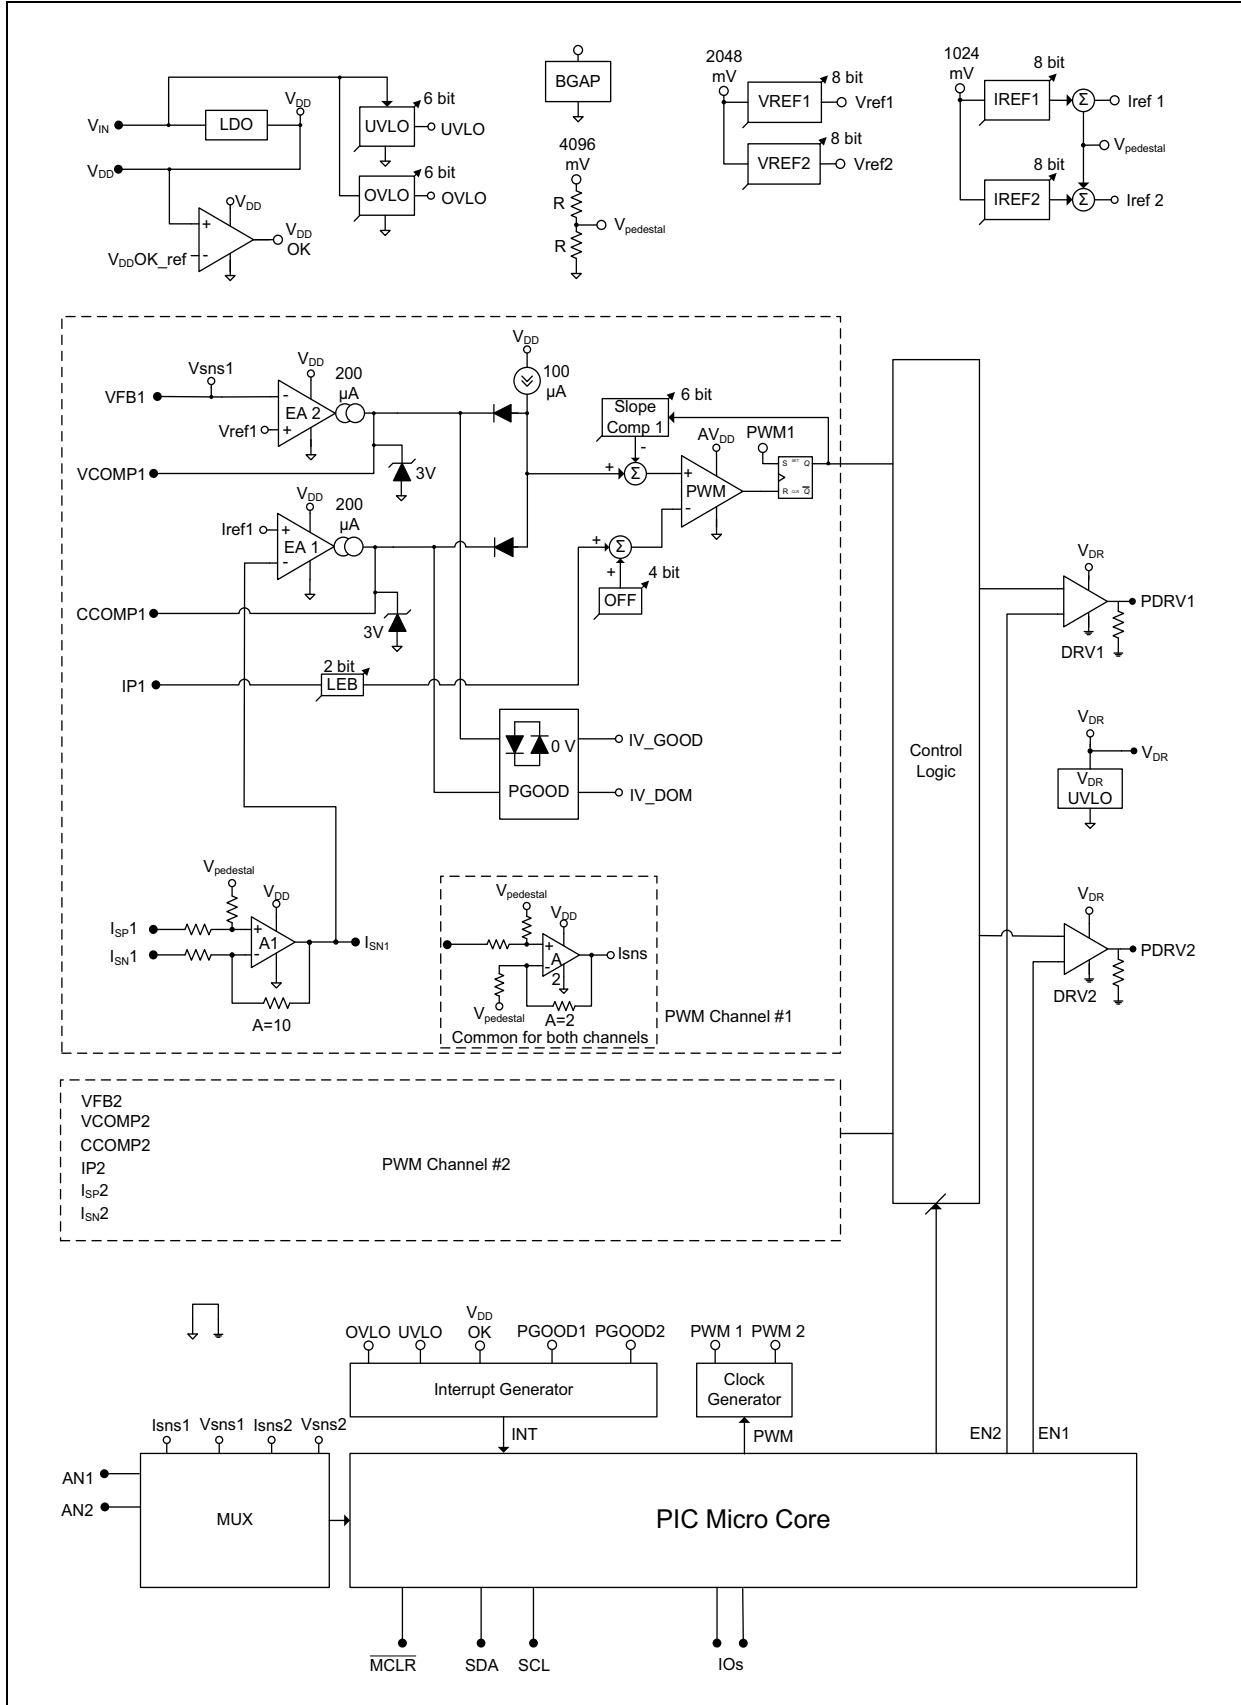 V_IN
LDO
V_DD
6 bit
UVLO
UVLO
V_DD
6 bit
OVLO
OVLO
V_DD
+
-
V_DDOK_ref
V_DD
OK
BGAP
4096
mV
R
R
V_pedestal
2048
mV
8 bit
VREF1
Vref1
8 bit
VREF2
Vref2
1024
mV
8 bit
IREF1
Σ
Iref 1
V_pedestal
8 bit
IREF2
Σ
Iref 2
Vsns1
VFB1
V_DD
-
EA 2
+
Vref1
200
µA
VCOMP1
3V
V_DD
100
µA
V_DD
Iref1
+
EA 1
-
200
µA
CCOMP1
3V
6 bit
Slope
Comp 1
-
+
Σ
AV_DD
+
PWM
-
PWM1
S SET Q
R CLR Q̅
+
Σ
+
4 bit
OFF
IP1
2 bit
LEB
0 V
PGOOD
IV_GOOD
IV_DOM
V_pedestal
V_DD
I_SP1
+
A1
-
I_SN1
I_SN1
A=10
V_pedestal
V_DD
+
A
-
2
Isns
V_pedestal
A=2
Common for both channels
PWM Channel #1
Control
Logic
V_DR
PDRV1
DRV1
V_DR
V_DR
V_DR
UVLO
V_DR
PDRV2
DRV2
VFB2
VCOMP2
CCOMP2
IP2
I_SP2
I_SN2
PWM Channel #2
OVLO
UVLO
V_DD
OK
PGOOD1
PGOOD2
Interrupt Generator
INT
PWM 1
PWM 2
Clock
Generator
PWM
EN2
EN1
Isns1
Vsns1
Isns2
Vsns2
AN1
AN2
MUX
PIC Micro Core
M̅C̅L̅R̅
SDA
SCL
IOs